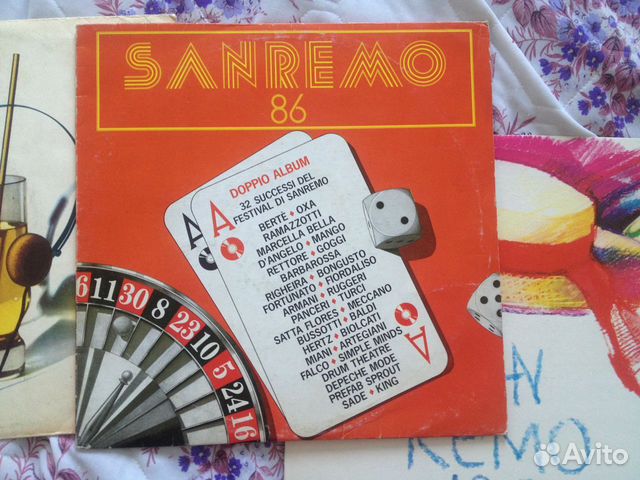 SANREMO
86
A
DOPPIO ALBUM
32 SUCCESSI DEL
FESTIVAL DI SANREMO
BERTÈ ♦ OXA
RAMAZZOTTI
MARCELLA BELLA
D'ANGELO ♦ MANGO
RETTORE ♦ GOGGI
BARBAROSSA
RIGHEIRA ♦ BONGUSTO
FORTUNATO ♦ FIORDALISO
ARMANI ♦ RUGGERI
PANCERI ♦ TURCI
SATTA FLORES ♦ MECCANO
BUSSOTTI ♦ BALDI
HERTZ ♦ BIOLCATI
MIANI ♦ ARTEGIANI
FALCO ♦ SIMPLE MINDS
DRUM THEATRE
DEPECHE MODE
PREFAB SPROUT
SADE ♦ KING
A
A
6 11 30 8 23 10 5 24 16
REMO
Avito